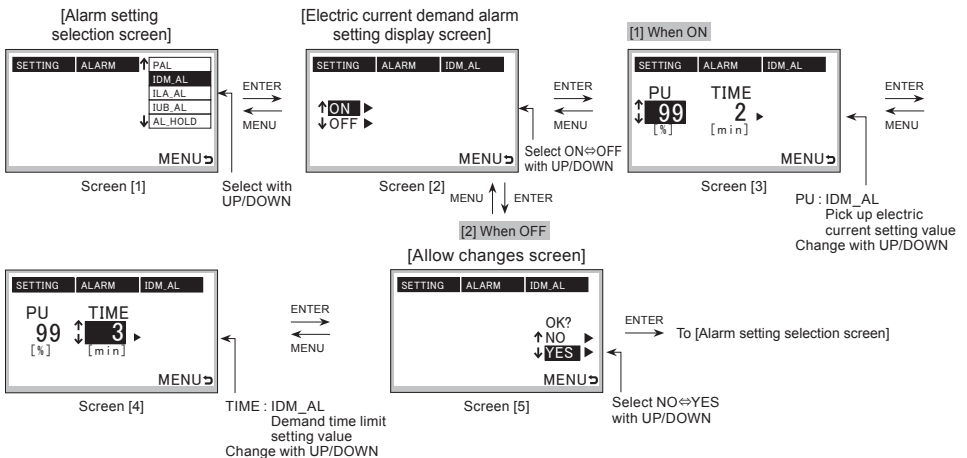 [Alarm setting
selection screen]
SETTING ALARM
↑ PAL
IDM_AL
ILA_AL
IUB_AL
↓ AL_HOLD
MENU⮌
Screen [1]
Select with
UP/DOWN
ENTER
MENU
[Electric current demand alarm
setting display screen]
SETTING ALARM IDM_AL
↑ON ▶
↓OFF ▶
MENU⮌
Screen [2]
Select ON⇔OFF
with UP/DOWN
ENTER
MENU
[1] When ON
SETTING ALARM IDM_AL
PU TIME
99 2 ▶
[%] [min]
MENU⮌
Screen [3]
ENTER
MENU
PU : IDM_AL
Pick up electric
current setting value
Change with UP/DOWN
MENU ENTER
[2] When OFF
SETTING ALARM IDM_AL
PU TIME
99 3 ▶
[%] [min]
MENU⮌
Screen [4]
ENTER
MENU
TIME : IDM_AL
Demand time limit
setting value
Change with UP/DOWN
[Allow changes screen]
SETTING ALARM IDM_AL
OK?
↑NO ▶
↓YES ▶
MENU⮌
Screen [5]
Select NO⇔YES
with UP/DOWN
ENTER
To [Alarm setting selection screen]